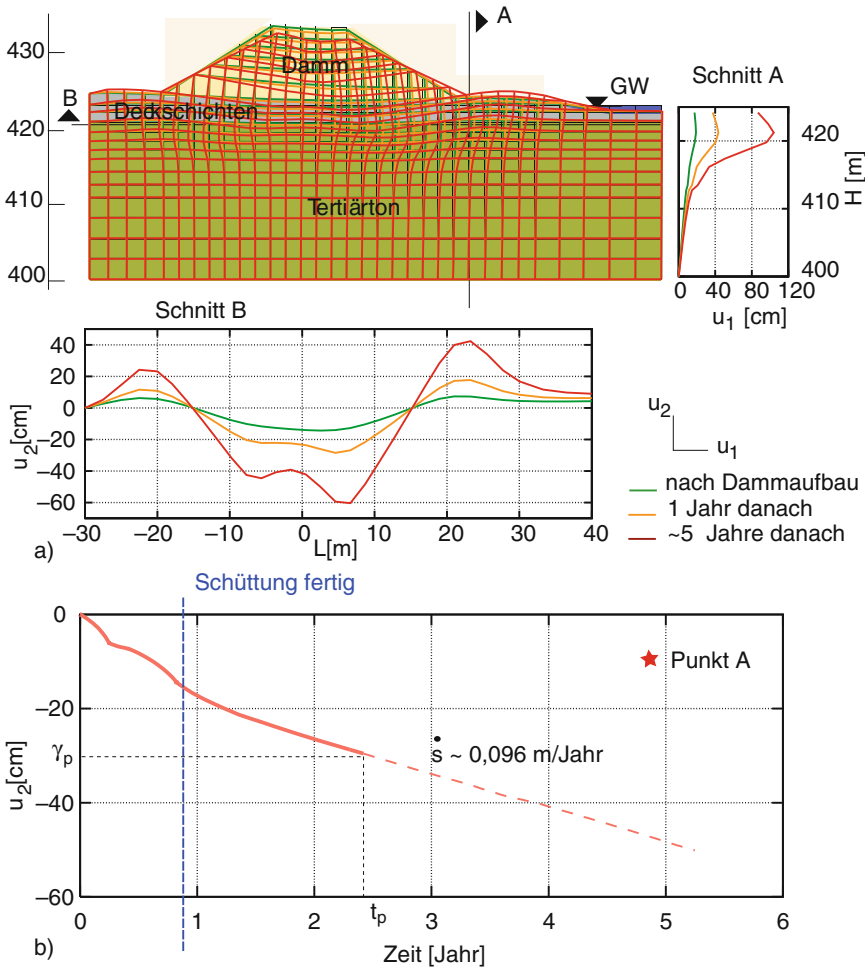 A
430
Damm
GW
Schnitt A
B
Deckschichten
420
420
410
Tertiärton
410
H [m]
400
400
0 40 80 120
u1 [cm]
Schnitt B
40
20
0
−20
−40
−60
u2[cm]
−30 −20 −10 0 10 20 30 40
L[m]
u2
u1
nach Dammaufbau
1 Jahr danach
~5 Jahre danach
a)
Schüttung fertig
0
−20
−40
−60
γp
u2[cm]
Punkt A
ṡ ~ 0,096 m/Jahr
0 1 2 tp 3 4 5 6
Zeit [Jahr]
b)